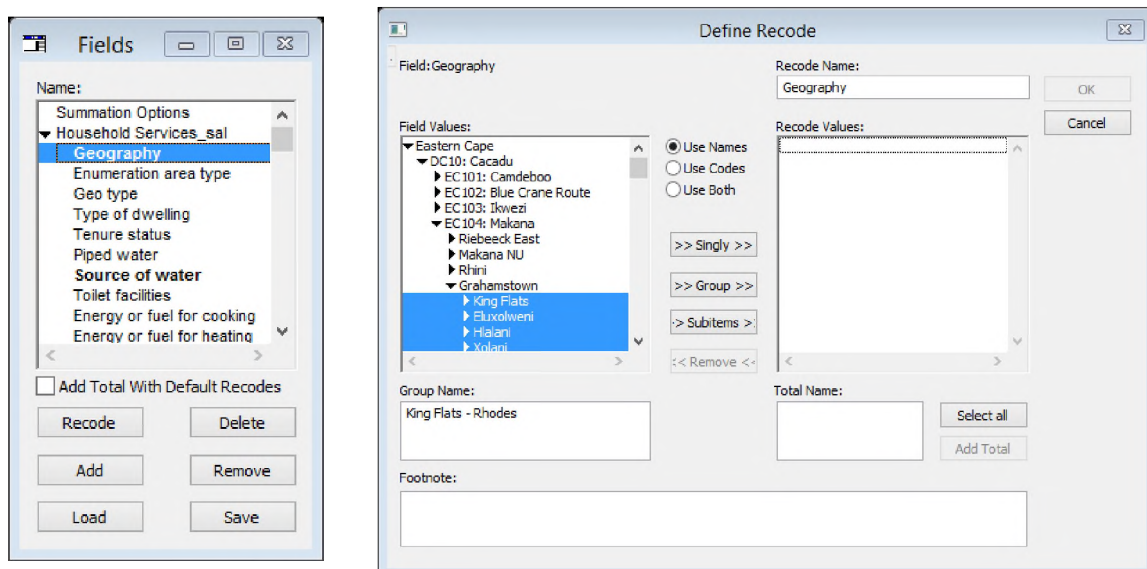 Fields
Name:
Summation Options
Household Services_sal
Geography
Enumeration area type
Geo type
Type of dwelling
Tenure status
Piped water
Source of water
Toilet facilities
Energy or fuel for cooking
Energy or fuel for heating
Add Total With Default Recodes
Recode Delete
Add Remove
Load Save
Define Recode
Field:Geography
Recode Name:
Geography
OK
Cancel
Field Values:
Eastern Cape
DC10: Cacadu
EC101: Camdeboo
EC102: Blue Crane Route
EC103: Ikwezi
EC104: Makana
Riebeeck East
Makana NU
Rhini
Grahamstown
King Flats
Eluxolweni
Hlalani
Xolani
Use Names
Use Codes
Use Both
>> Singly >>
>> Group >>
> Subitems >
< Remove <
Recode Values:
Group Name:
King Flats - Rhodes
Total Name:
Select all
Add Total
Footnote: